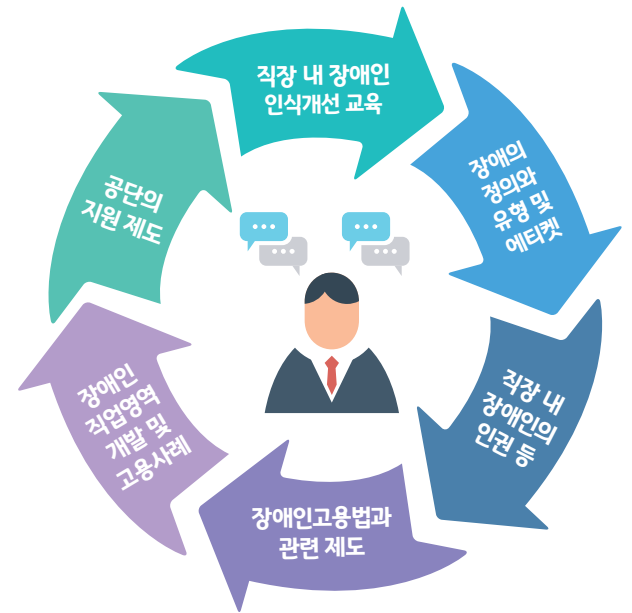 직장 내 장애인
인식개선 교육
장애의
정의와
유형 및
에티켓
직장 내
장애인의
인권 등
장애인고용법과
관련 제도
장애인
직업영역
개발 및
고용사례
공단의
지원 제도